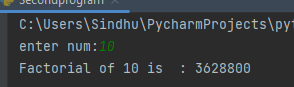 Secondprogram
C:\Users\Sindhu\PycharmProjects\pyt
enter num:10
Factorial of 10 is  : 3628800